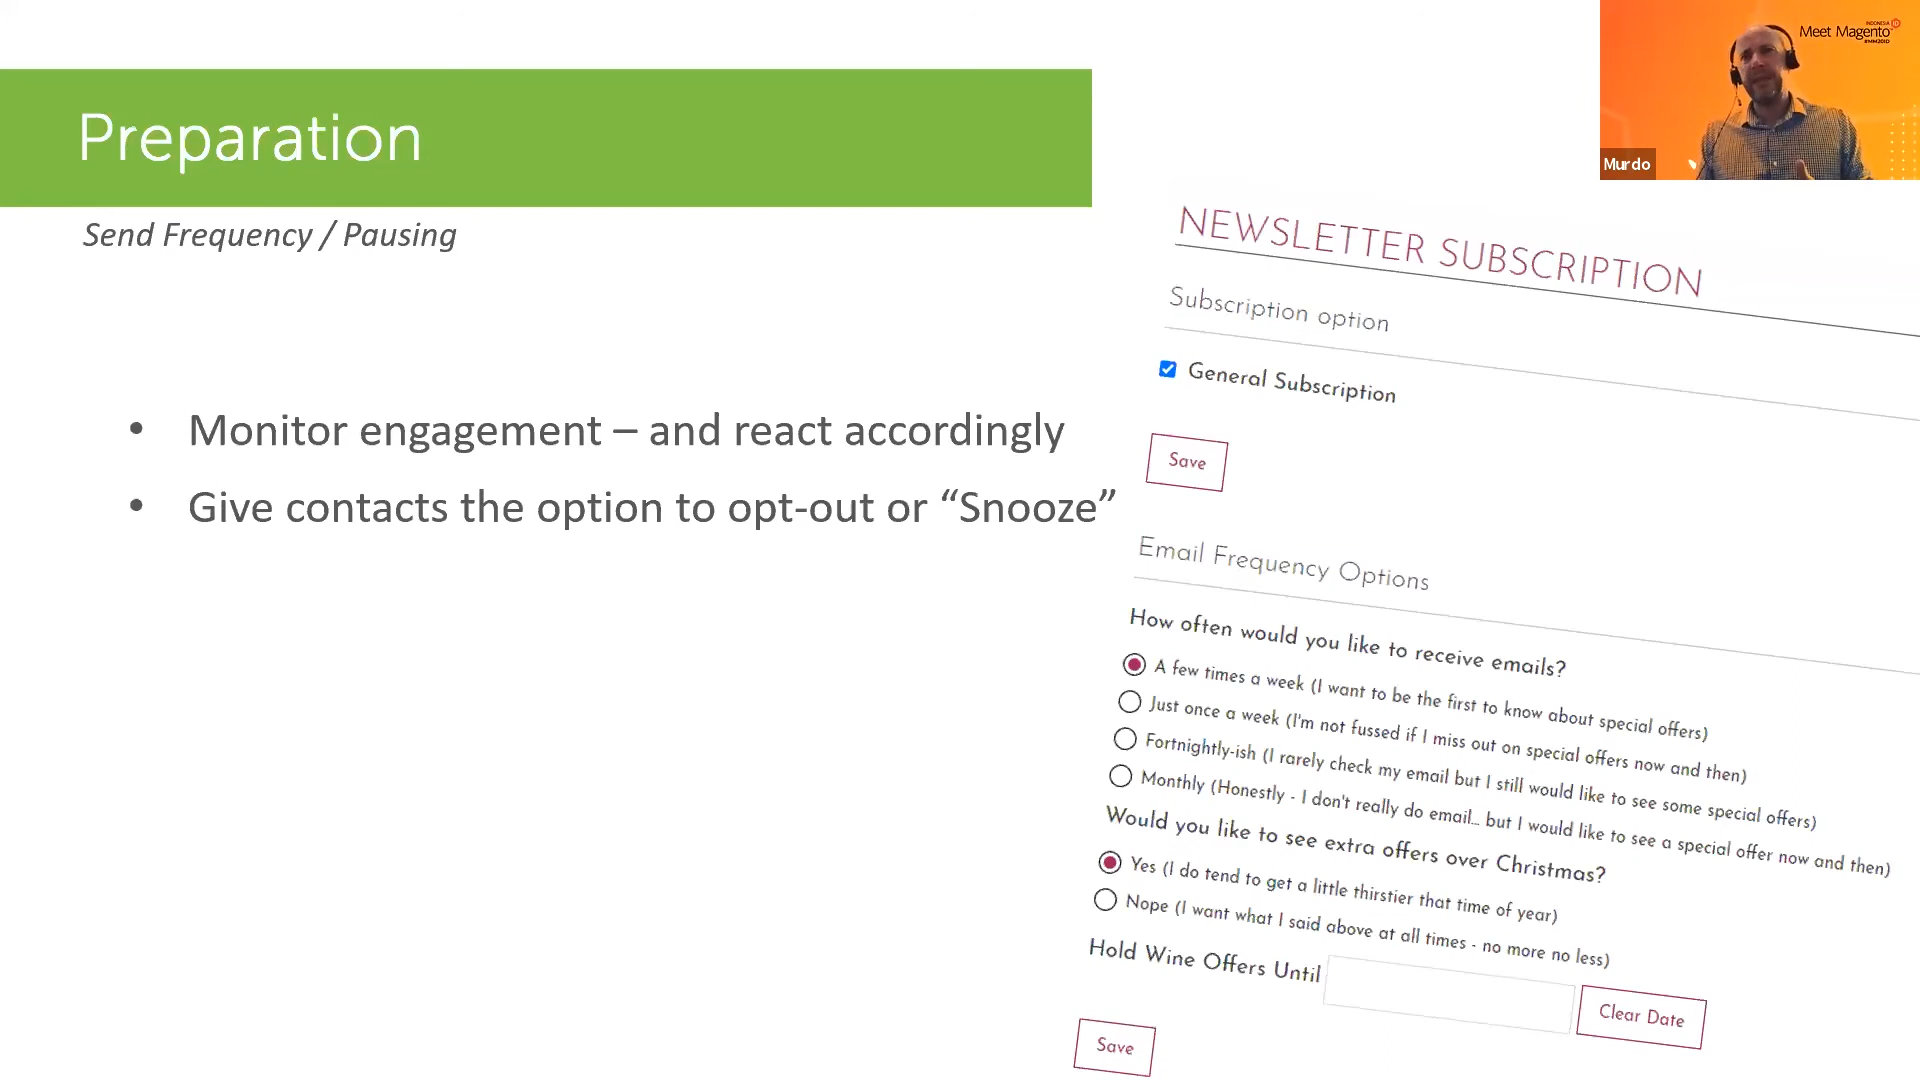 Preparation
Send Frequency / Pausing
• Monitor engagement – and react accordingly
• Give contacts the option to opt-out or “Snooze”
INDONESIA
Meet Magento
#MM20ID
Murdo
NEWSLETTER SUBSCRIPTION
Subscription option
General Subscription
Save
Email Frequency Options
How often would you like to receive emails?
A few times a week (I want to be the first to know about special offers)
Just once a week (I'm not fussed if I miss out on special offers now and then)
Fortnightly-ish (I rarely check my email but I still would like to see some special offers)
Monthly (Honestly - I don't really do email... but I would like to see a special offer now and then)
Would you like to see extra offers over Christmas?
Yes (I do tend to get a little thirstier that time of year)
Nope (I want what I said above at all times - no more no less)
Hold Wine Offers Until
Clear Date
Save